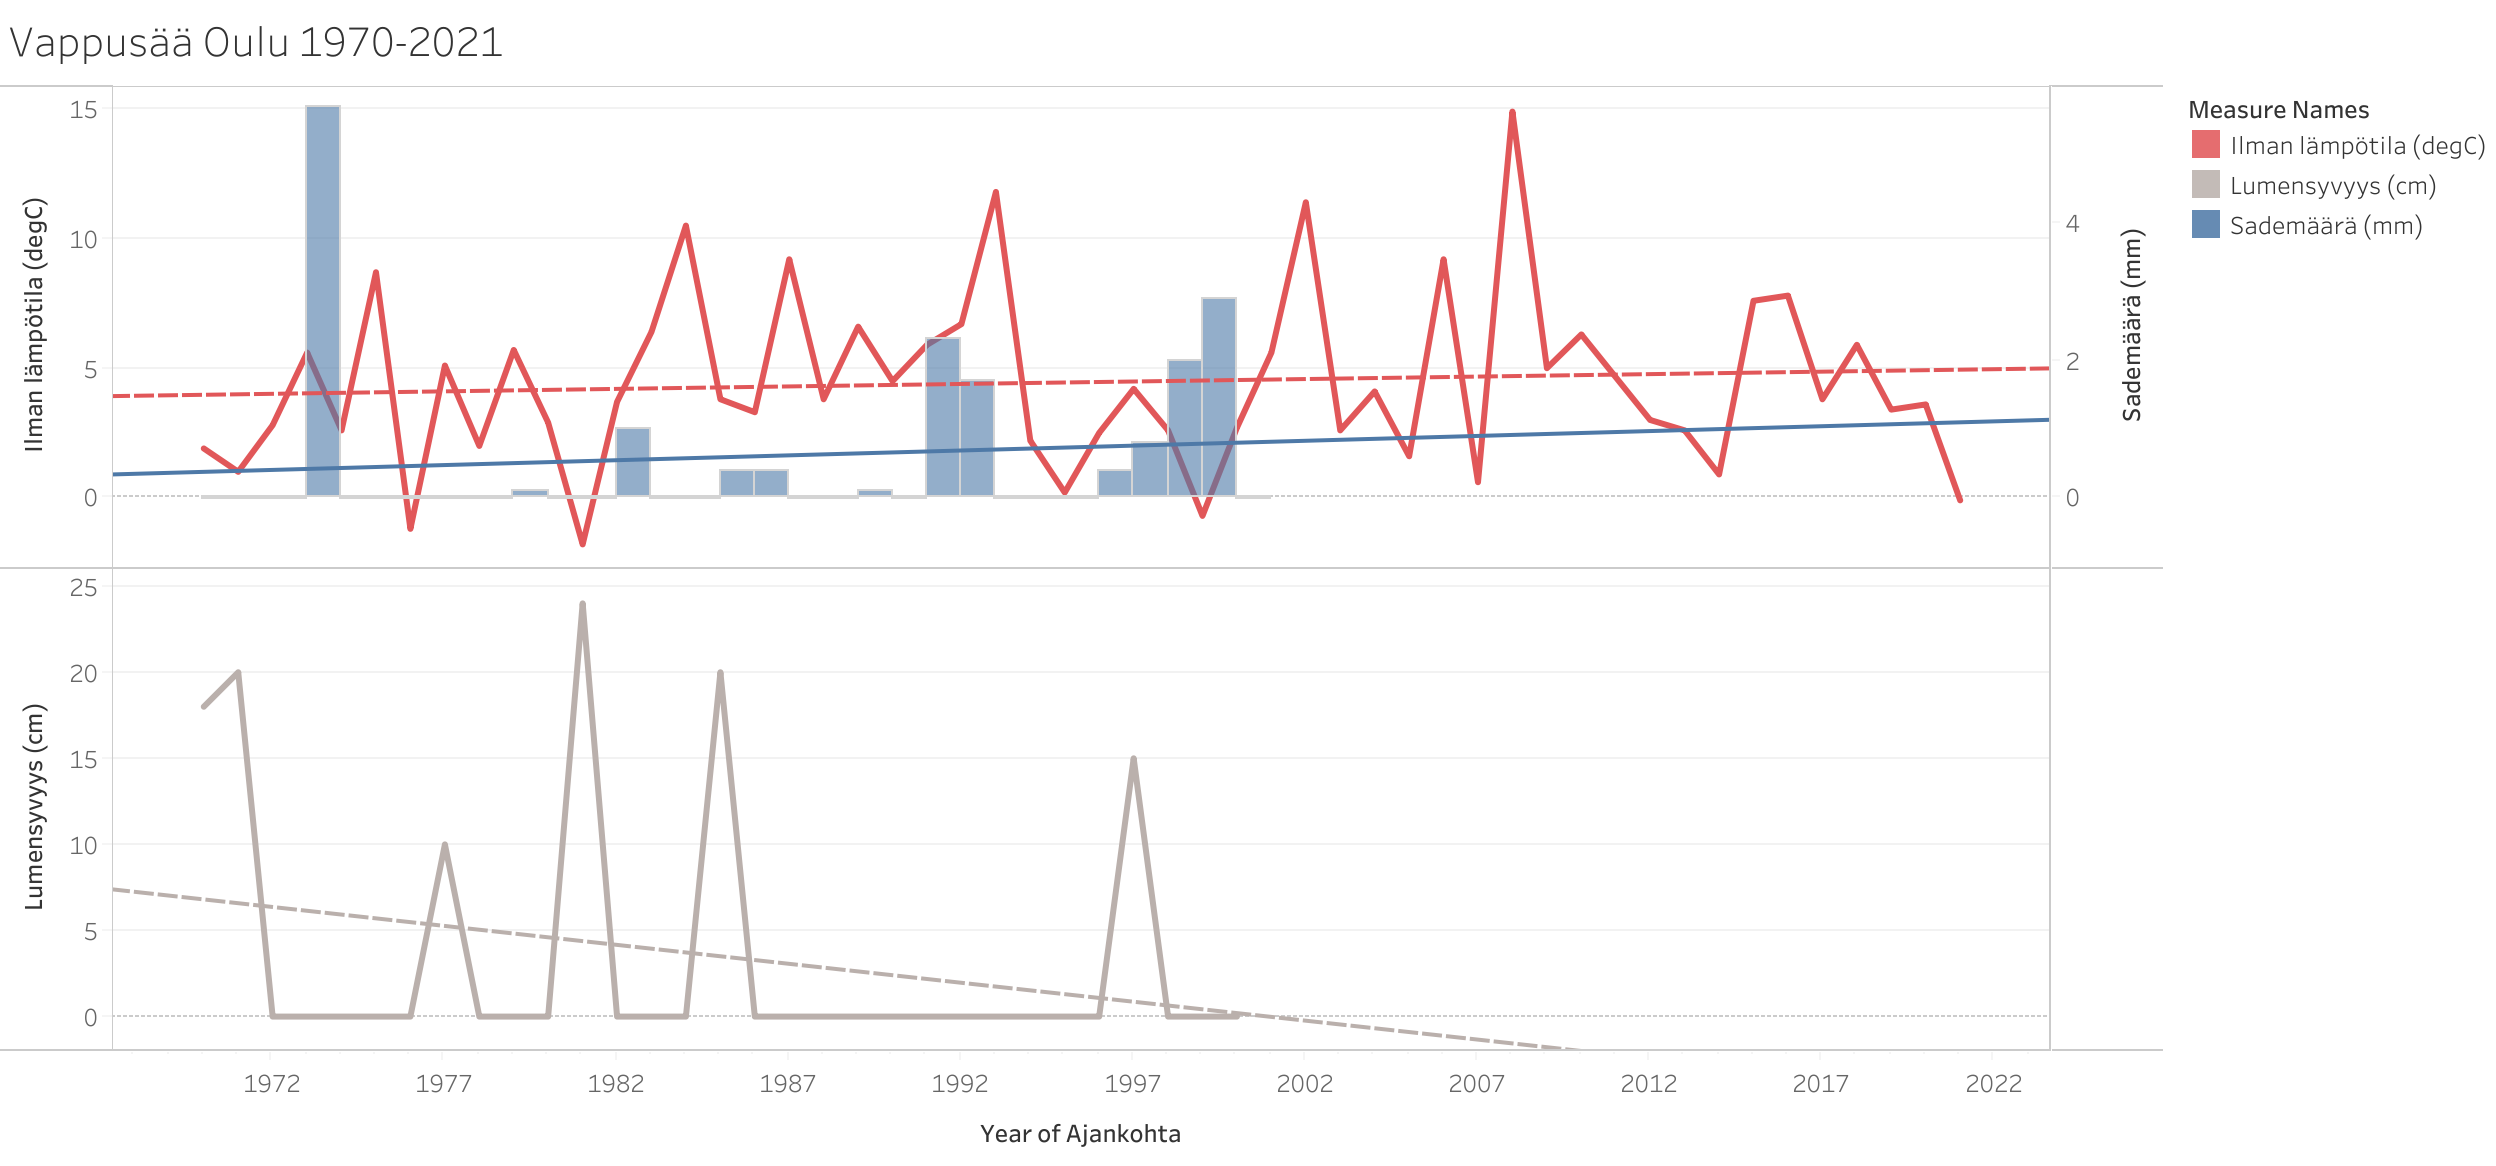 Vappusää Oulu 1970-2021
Ilman lämpötila (degC)
15
10
5
0
4
2
0
Sademäärä (mm)
Measure Names
Ilman lämpötila (degC)
Lumensyvyys (cm)
Sademäärä (mm)
Lumensyvyys (cm)
25
20
15
10
5
0
1972 1977 1982 1987 1992 1997 2002 2007 2012 2017 2022
Year of Ajankohta